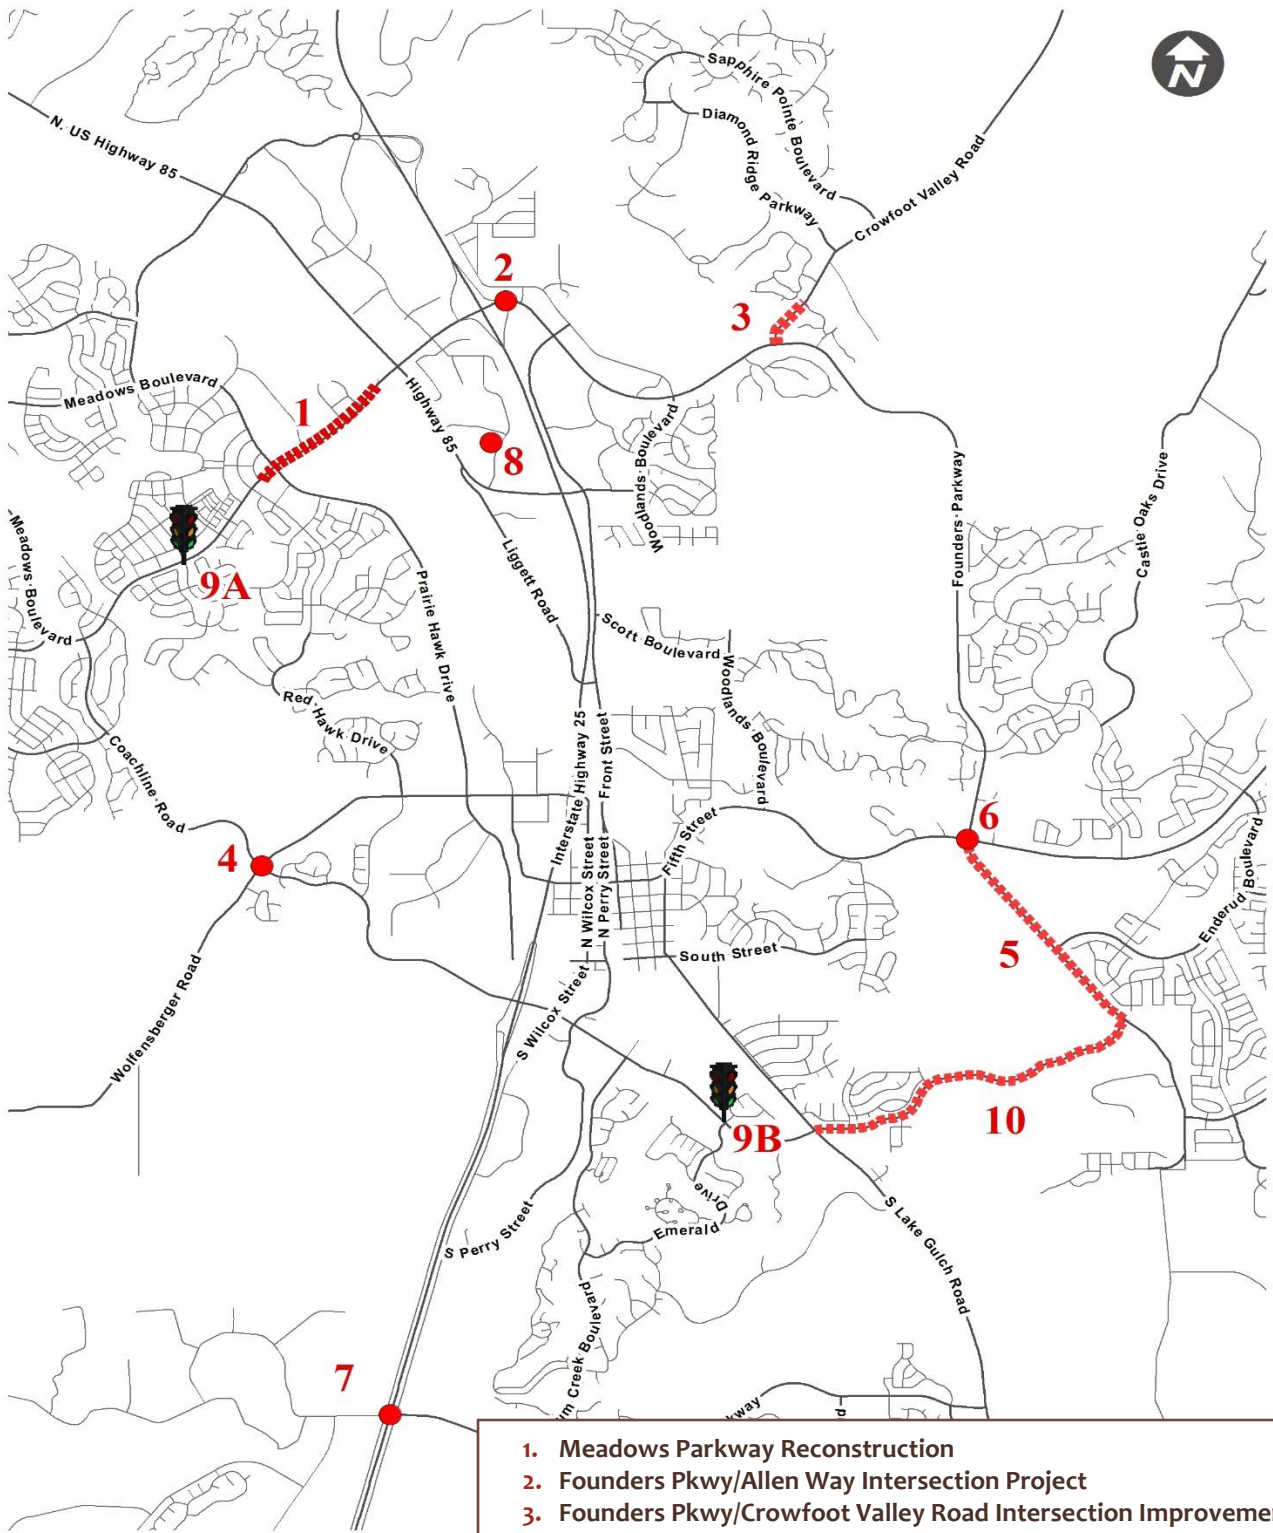 N
Sapphire Pointe Boulevard
Diamond Ridge Parkway
Crowfoot Valley Road
N. US Highway 85
2
3
Meadows Boulevard
1
Highway 85
8
Woodlands Boulevard
Founders Parkway
Castle Oaks Drive
Meadows Boulevard
9A
Prairie Hawk Drive
Liggett Road
Scott Boulevard
Woodlands Boulevard
Red Hawk Drive
Coachline Road
Interstate Highway 25
Front Street
Fifth Street
6
4
N Wilcox Street
N Perry Street
Enderud Boulevard
South Street
5
Wolfensberger Road
S Wilcox Street
9B
10
Emerald Drive
S Perry Street
S Lake Gulch Road
um Creek Boulevard
7
kway
d
1. Meadows Parkway Reconstruction
2. Founders Pkwy/Allen Way Intersection Project
3. Founders Pkwy/Crowfoot Valley Road Intersection Improveme